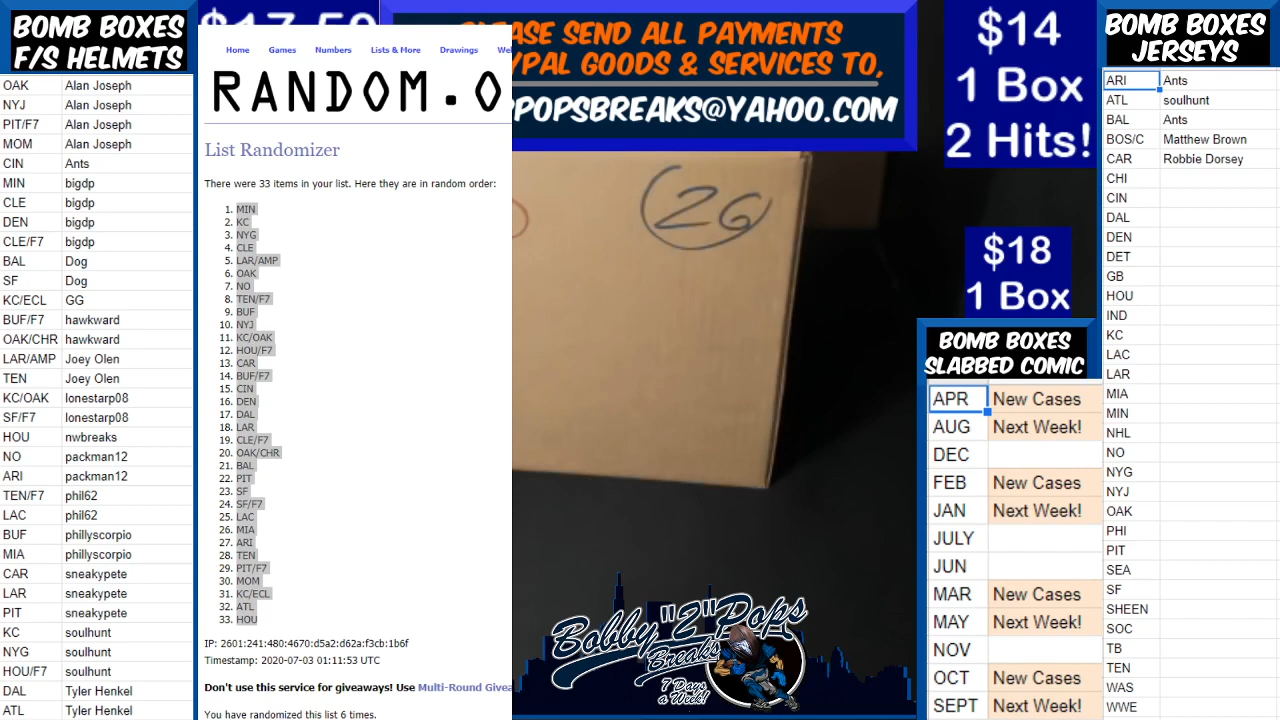 BOMB BOXES
F/S HELMETS
OAK Alan Joseph
NYJ Alan Joseph
PIT/F7 Alan Joseph
MOM Alan Joseph
CIN Ants
MIN bigdp
CLE bigdp
DEN bigdp
CLE/F7 bigdp
BAL Dog
SF Dog
KC/ECL GG
BUF/F7 hawkward
OAK/CHR hawkward
LAR/AMP Joey Olen
TEN Joey Olen
KC/OAK lonestarp08
SF/F7 lonestarp08
HOU nwbreaks
NO packman12
ARI packman12
TEN/F7 phil62
LAC phil62
BUF phillyscorpio
MIA phillyscorpio
CAR sneakypete
LAR sneakypete
PIT sneakypete
KC soulhunt
NYG soulhunt
HOU/F7 soulhunt
DAL Tyler Henkel
ATL Tyler Henkel
$17.50
Home Games Numbers Lists & More Drawings
RANDOM.O
List Randomizer
There were 33 items in your list. Here they are in random order:
1. MIN
2. KC
3. NYG
4. CLE
5. LAR/AMP
6. OAK
7. NO
8. TEN/F7
9. BUF
10. NYJ
11. KC/OAK
12. HOU/F7
13. CAR
14. BUF/F7
15. CIN
16. DEN
17. DAL
18. LAR
19. CLE/F7
20. OAK/CHR
21. BAL
22. PIT
23. SF
24. SF/F7
25. LAC
26. MIA
27. ARI
28. TEN
29. PIT/F7
30. MOM
31. KC/ECL
32. ATL
33. HOU
IP: 2601:241:480:4670:d5a2:d62a:f3cb:1b6f
Timestamp: 2020-07-03 01:11:53 UTC
Don't use this service for giveaways! Use Multi-Round Givea
You have randomized this list 6 times.
ASE SEND ALL PAYMENTS
YPAL GOODS & SERVICES TO,
POPSBREAKS@YAHOO.COM
26
Bobby "2" Pops
Breaks
7 Days
a Week!
$14
1 Box
2 Hits!
$18
1 Box
BOMB BOXES
SLABBED COMIC
APR New Cases
AUG Next Week!
DEC
FEB New Cases
JAN Next Week!
JULY
JUN
MAR New Cases
MAY Next Week!
NOV
OCT New Cases
SEPT Next Week!
BOMB BOXES
JERSEYS
ARI Ants
ATL soulhunt
BAL Ants
BOS/C Matthew Brown
CAR Robbie Dorsey
CHI
CIN
DAL
DEN
DET
GB
HOU
IND
KC
LAC
LAR
MIA
MIN
NHL
NO
NYG
NYJ
OAK
PHI
PIT
SEA
SF
SHEEN
SOC
TB
TEN
WAS
WWE